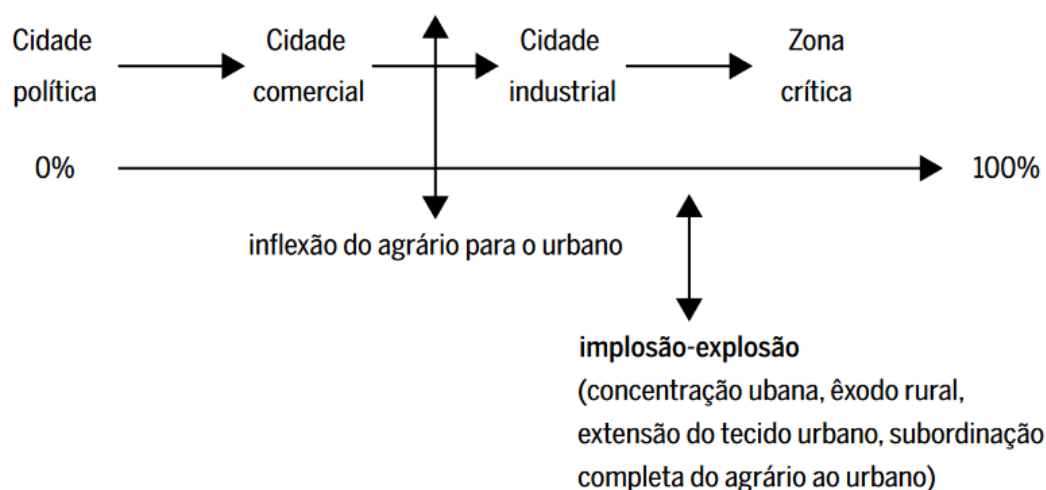 Cidade política
Cidade comercial
Cidade industrial
Zona crítica
0%
100%
inflexão do agrário para o urbano
implosão-explosão
(concentração ubana, êxodo rural,
extensão do tecido urbano, subordinação
completa do agrário ao urbano)